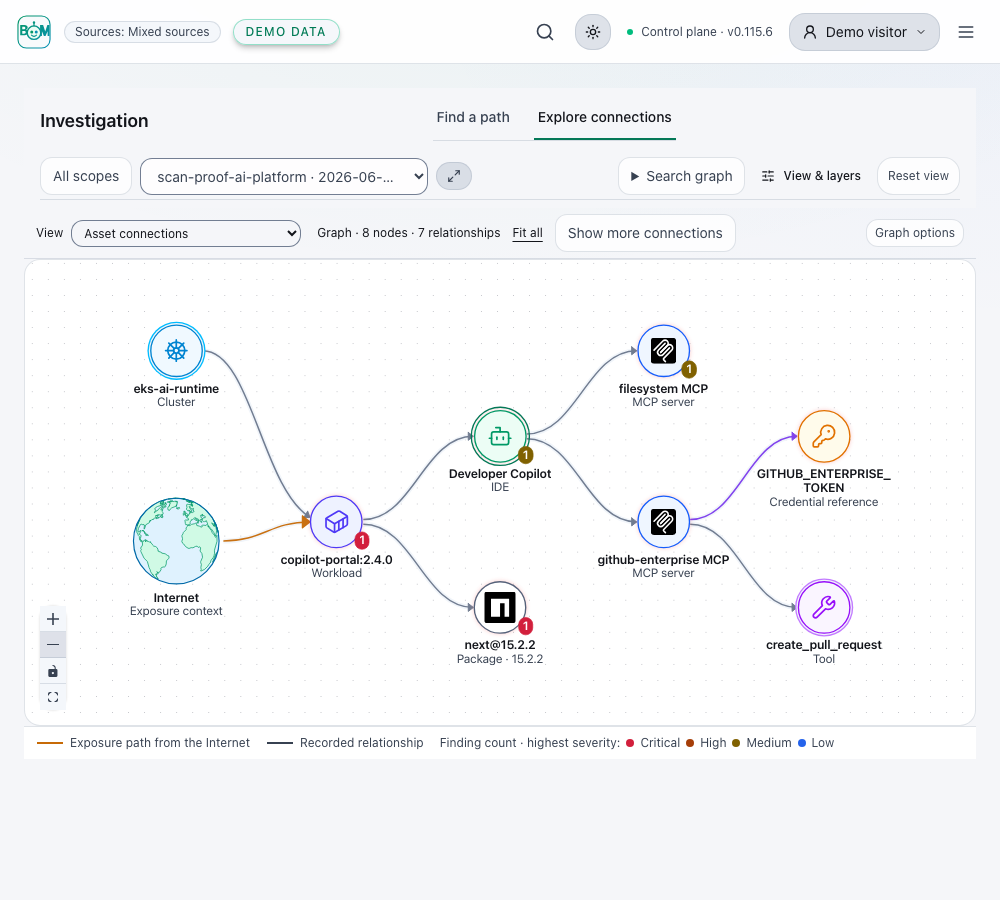 BOM
Sources: Mixed sources
DEMO DATA
Control plane · v0.115.6
Demo visitor
Investigation
Find a path
Explore connections
All scopes
scan-proof-ai-platform · 2026-06-...
Search graph
View & layers
Reset view
View
Asset connections
Graph · 8 nodes · 7 relationships
Fit all
Show more connections
Graph options
eks-ai-runtime
Cluster
1
filesystem MCP
MCP server
1
Developer Copilot
IDE
GITHUB_ENTERPRISE_
TOKEN
Credential reference
Internet
Exposure context
1
copilot-portal:2.4.0
Workload
github-enterprise MCP
MCP server
1
next@15.2.2
Package · 15.2.2
create_pull_request
Tool
Exposure path from the Internet
Recorded relationship
Finding count · highest severity:
Critical
High
Medium
Low